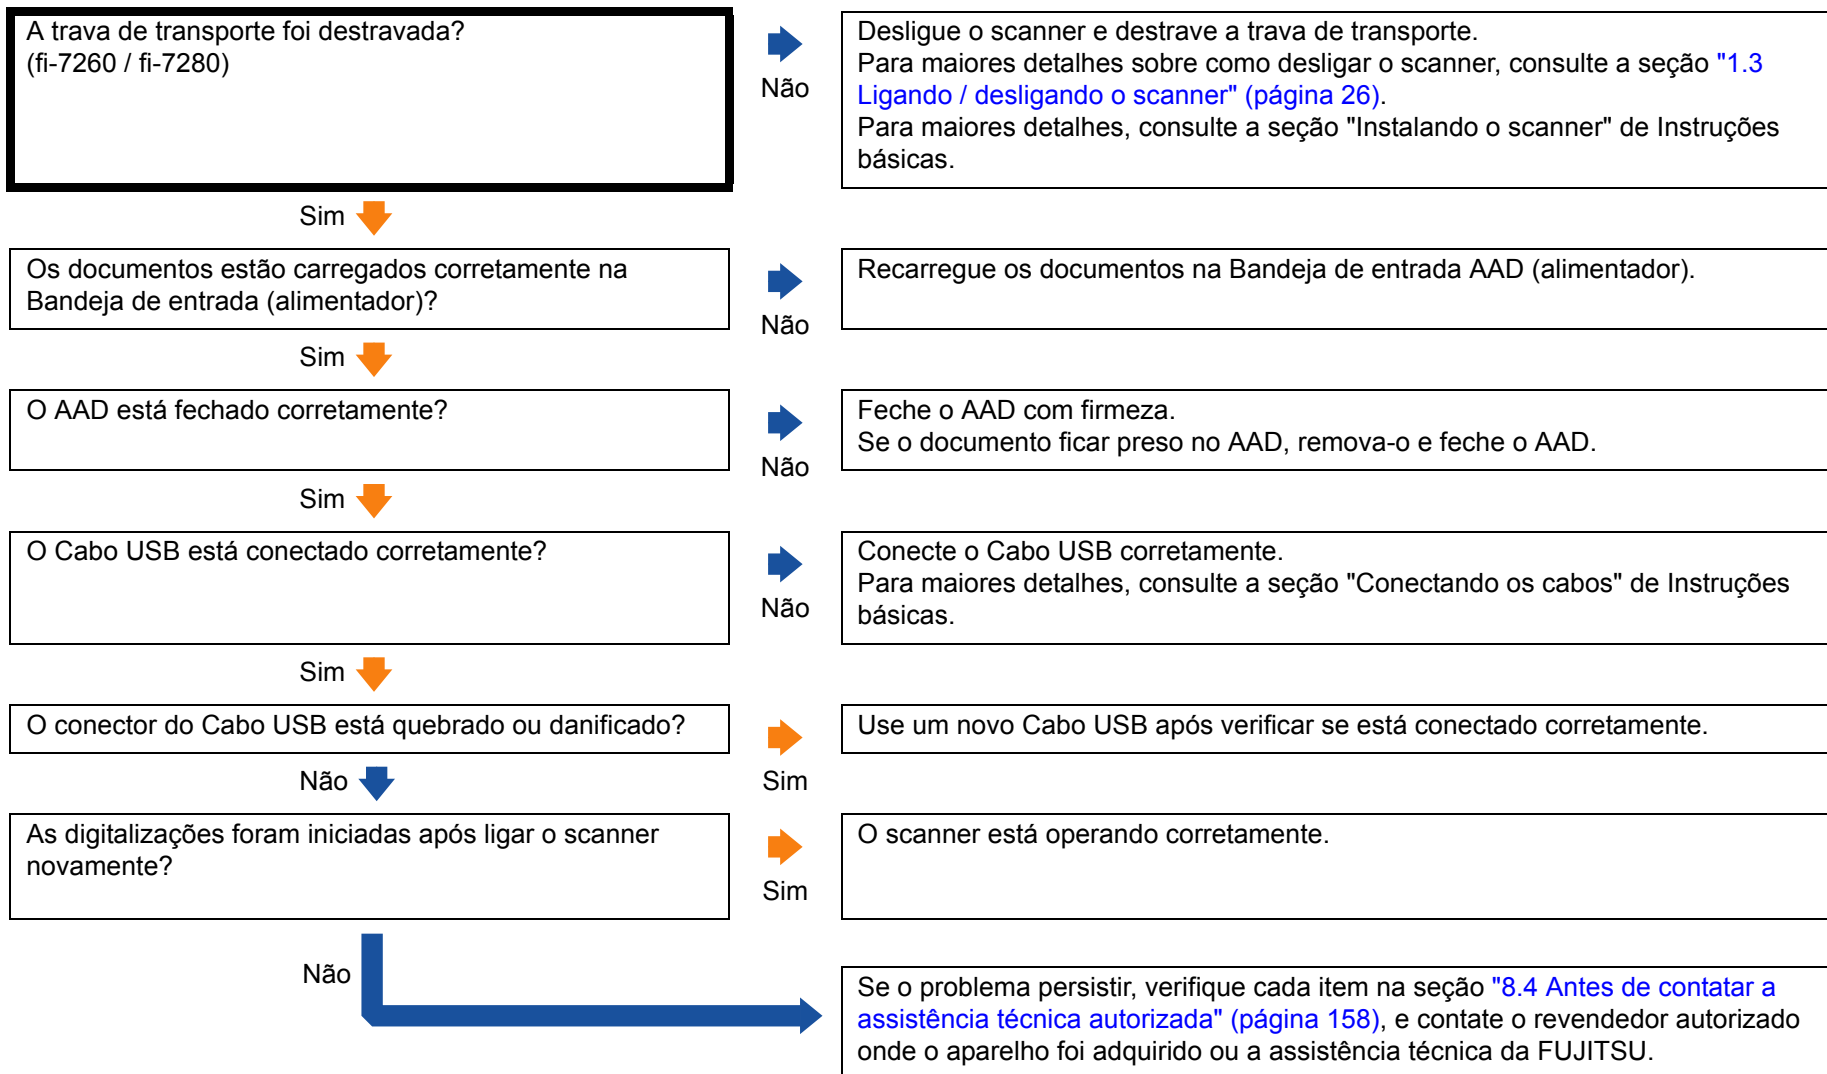 A trava de transporte foi destravada?
(fi-7260 / fi-7280)
Não
Desligue o scanner e destrave a trava de transporte.
Para maiores detalhes sobre como desligar o scanner, consulte a seção "1.3
Ligando / desligando o scanner" (página 26).
Para maiores detalhes, consulte a seção "Instalando o scanner" de Instruções
básicas.
Sim
Os documentos estão carregados corretamente na
Bandeja de entrada (alimentador)?
Não
Recarregue os documentos na Bandeja de entrada AAD (alimentador).
Sim
O AAD está fechado corretamente?
Não
Feche o AAD com firmeza.
Se o documento ficar preso no AAD, remova-o e feche o AAD.
Sim
O Cabo USB está conectado corretamente?
Não
Conecte o Cabo USB corretamente.
Para maiores detalhes, consulte a seção "Conectando os cabos" de Instruções
básicas.
Sim
O conector do Cabo USB está quebrado ou danificado?
Sim
Use um novo Cabo USB após verificar se está conectado corretamente.
Não
As digitalizações foram iniciadas após ligar o scanner
novamente?
Sim
O scanner está operando corretamente.
Não
Se o problema persistir, verifique cada item na seção "8.4 Antes de contatar a
assistência técnica autorizada" (página 158), e contate o revendedor autorizado
onde o aparelho foi adquirido ou a assistência técnica da FUJITSU.